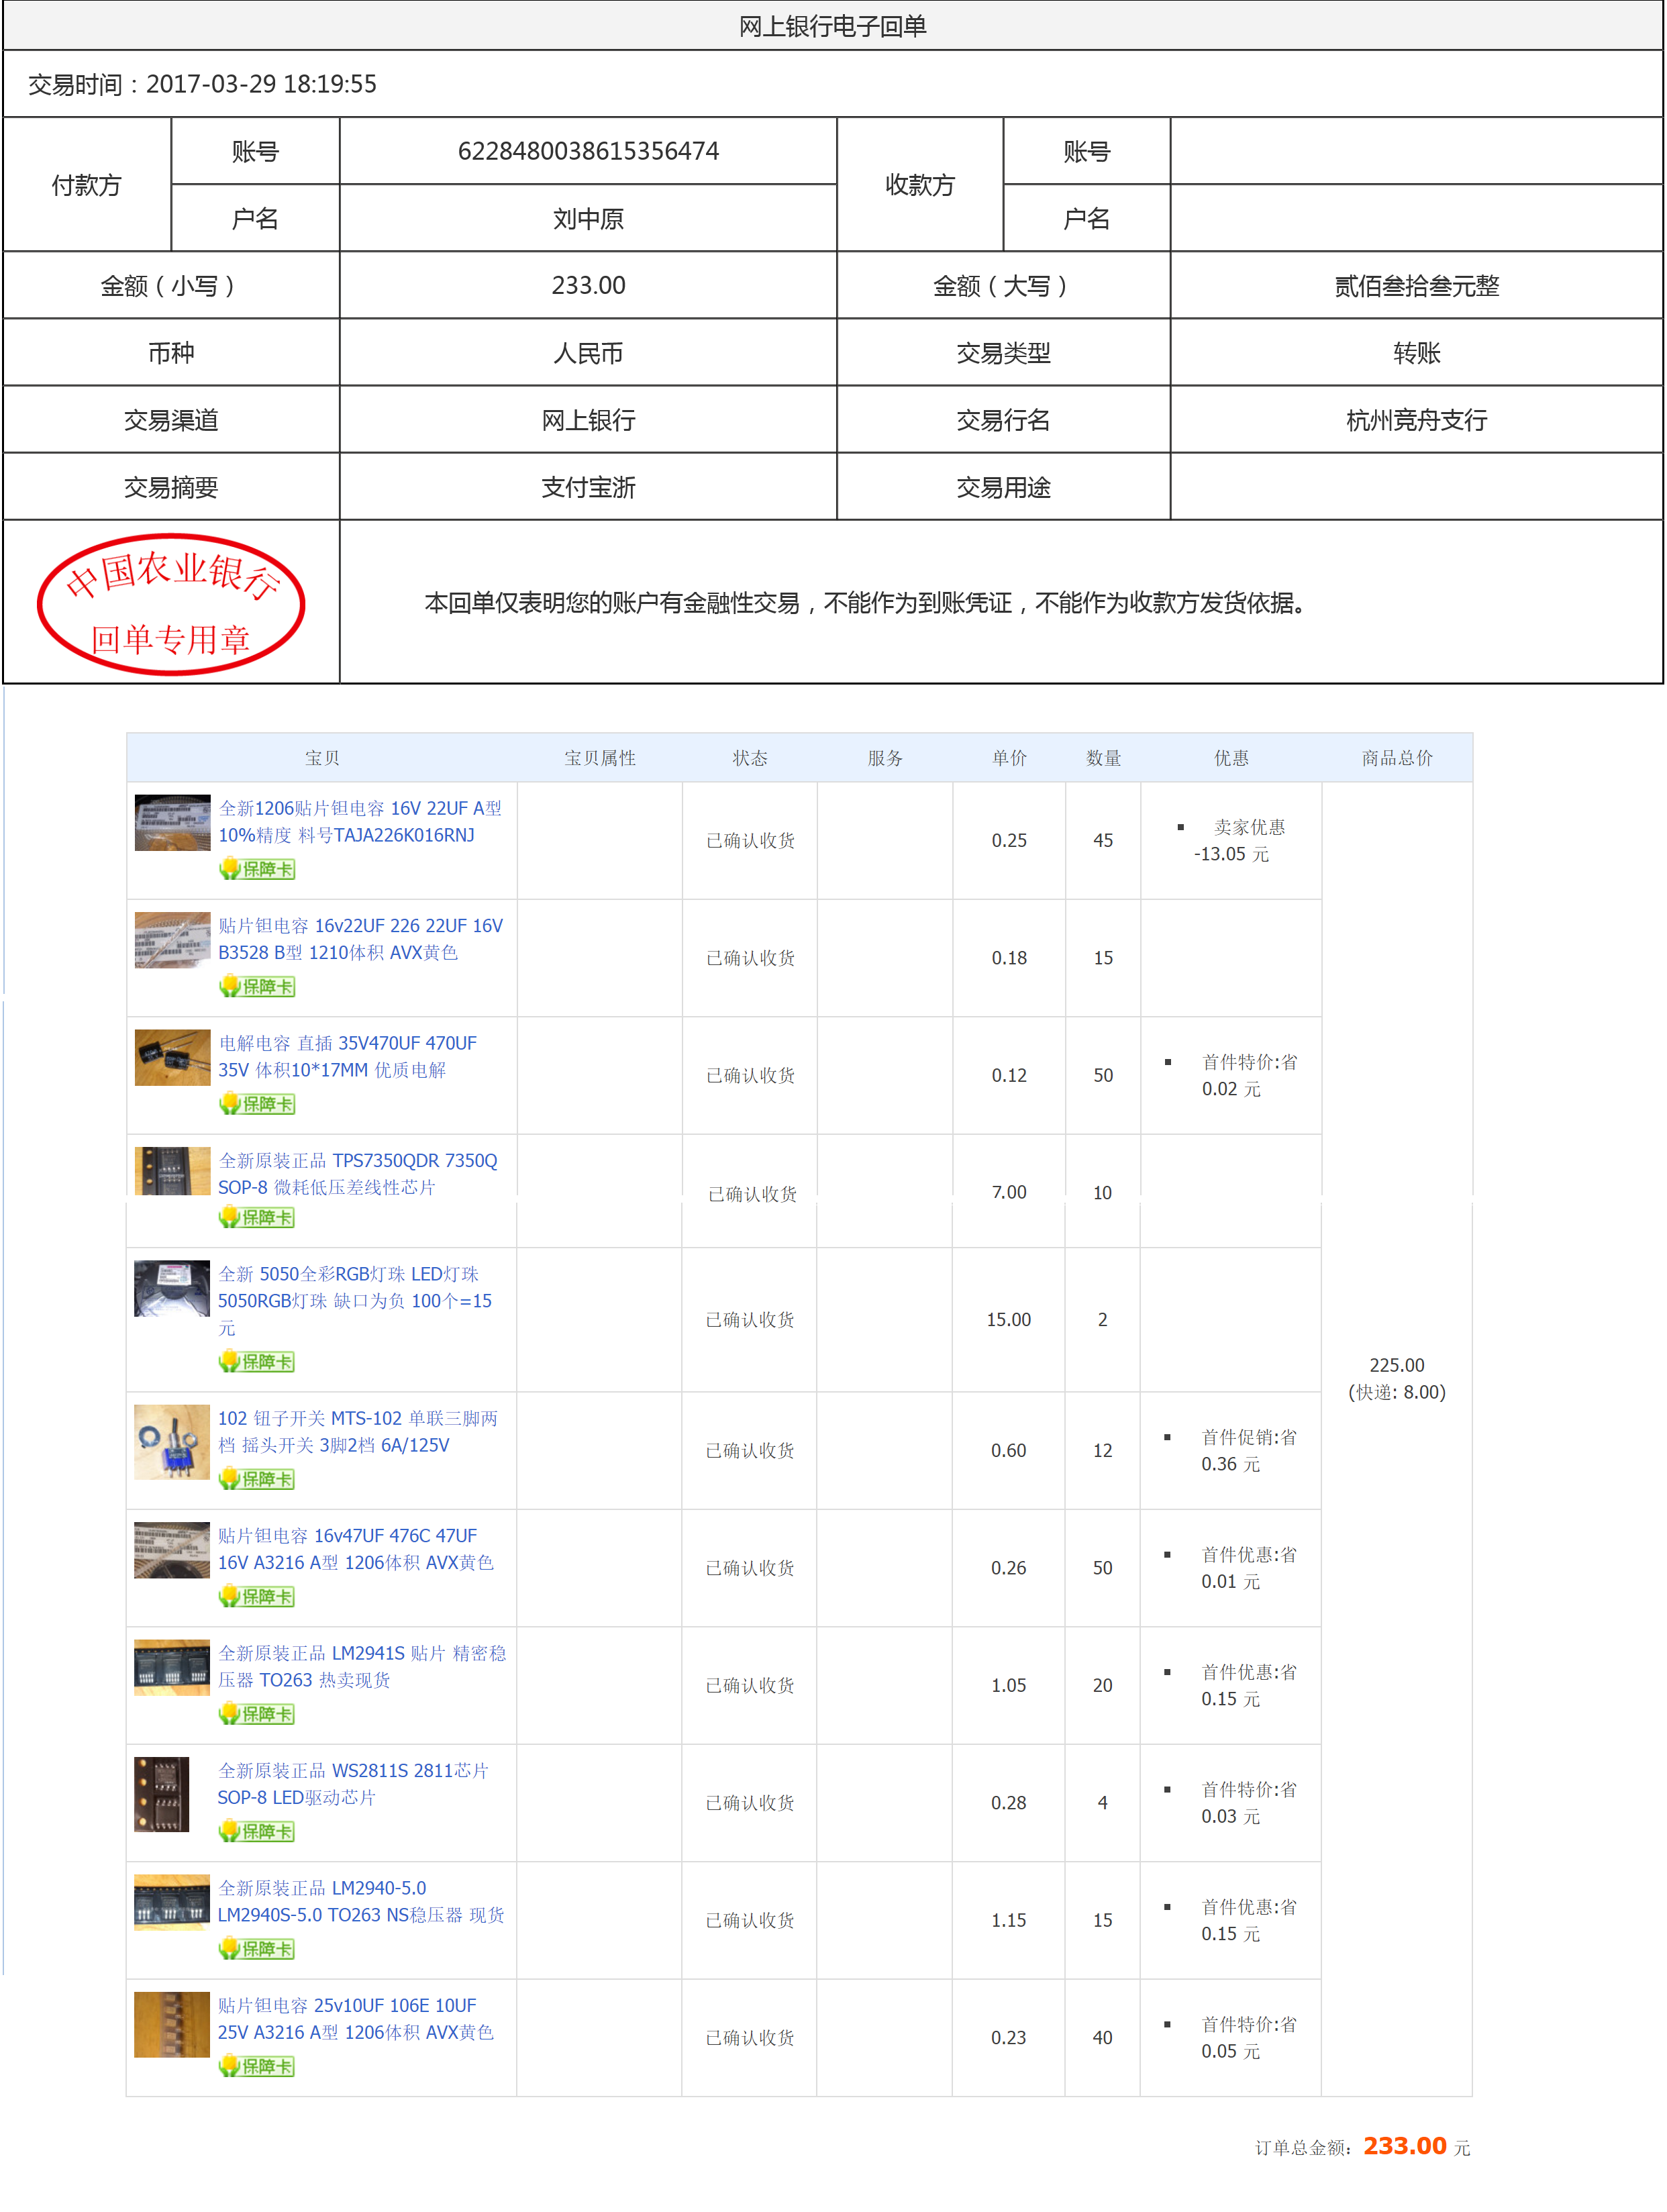 网上银行电子回单
交易时间：2017-03-29 18:19:55
付款方 账号 6228480038615356474 收款方 账号
户名 刘中原 户名
金额（小写） 233.00 金额（大写） 贰佰叁拾叁元整
币种 人民币 交易类型 转账
交易渠道 网上银行 交易行名 杭州竞舟支行
交易摘要 支付宝浙 交易用途
中国农业银行
回单专用章
本回单仅表明您的账户有金融性交易，不能作为到账凭证，不能作为收款方发货依据。
宝贝 宝贝属性 状态 服务 单价 数量 优惠 商品总价
全新1206贴片钽电容 16V 22UF A型
10%精度 料号TAJA226K016RNJ
保障卡
已确认收货 0.25 45
▪ 卖家优惠
-13.05 元
贴片钽电容 16v22UF 226 22UF 16V
B3528 B型 1210体积 AVX黄色
保障卡
已确认收货 0.18 15
电解电容 直插 35V470UF 470UF
35V 体积10*17MM 优质电解
保障卡
已确认收货 0.12 50
▪ 首件特价:省
0.02 元
全新原装正品 TPS7350QDR 7350Q
SOP-8 微耗低压差线性芯片
保障卡
已确认收货 7.00 10
全新 5050全彩RGB灯珠 LED灯珠
5050RGB灯珠 缺口为负 100个=15
元
保障卡
已确认收货 15.00 2
225.00
(快递: 8.00)
102 钮子开关 MTS-102 单联三脚两
档 摇头开关 3脚2档 6A/125V
保障卡
已确认收货 0.60 12
▪ 首件促销:省
0.36 元
贴片钽电容 16v47UF 476C 47UF
16V A3216 A型 1206体积 AVX黄色
保障卡
已确认收货 0.26 50
▪ 首件优惠:省
0.01 元
全新原装正品 LM2941S 贴片 精密稳
压器 TO263 热卖现货
保障卡
已确认收货 1.05 20
▪ 首件优惠:省
0.15 元
全新原装正品 WS2811S 2811芯片
SOP-8 LED驱动芯片
保障卡
已确认收货 0.28 4
▪ 首件特价:省
0.03 元
全新原装正品 LM2940-5.0
LM2940S-5.0 TO263 NS稳压器 现货
保障卡
已确认收货 1.15 15
▪ 首件优惠:省
0.15 元
贴片钽电容 25v10UF 106E 10UF
25V A3216 A型 1206体积 AVX黄色
保障卡
已确认收货 0.23 40
▪ 首件特价:省
0.05 元
订单总金额: 233.00 元